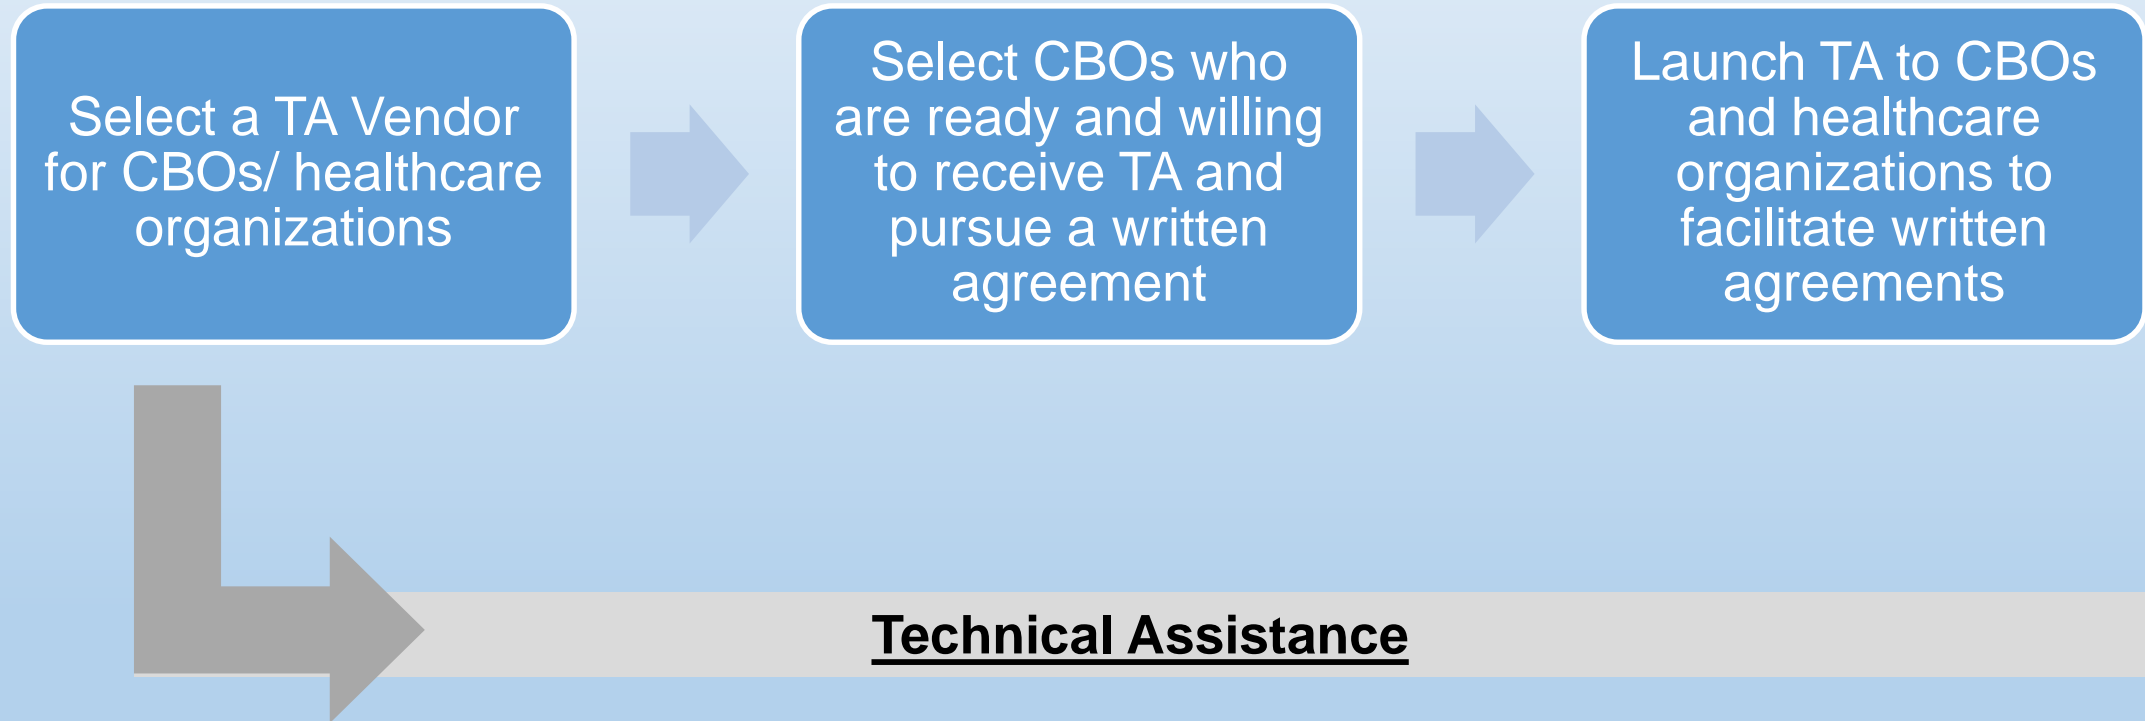 Select a TA Vendor
for CBOs/ healthcare
organizations
Select CBOs who
are ready and willing
to receive TA and
pursue a written
agreement
Launch TA to CBOs
and healthcare
organizations to
facilitate written
agreements
Technical Assistance